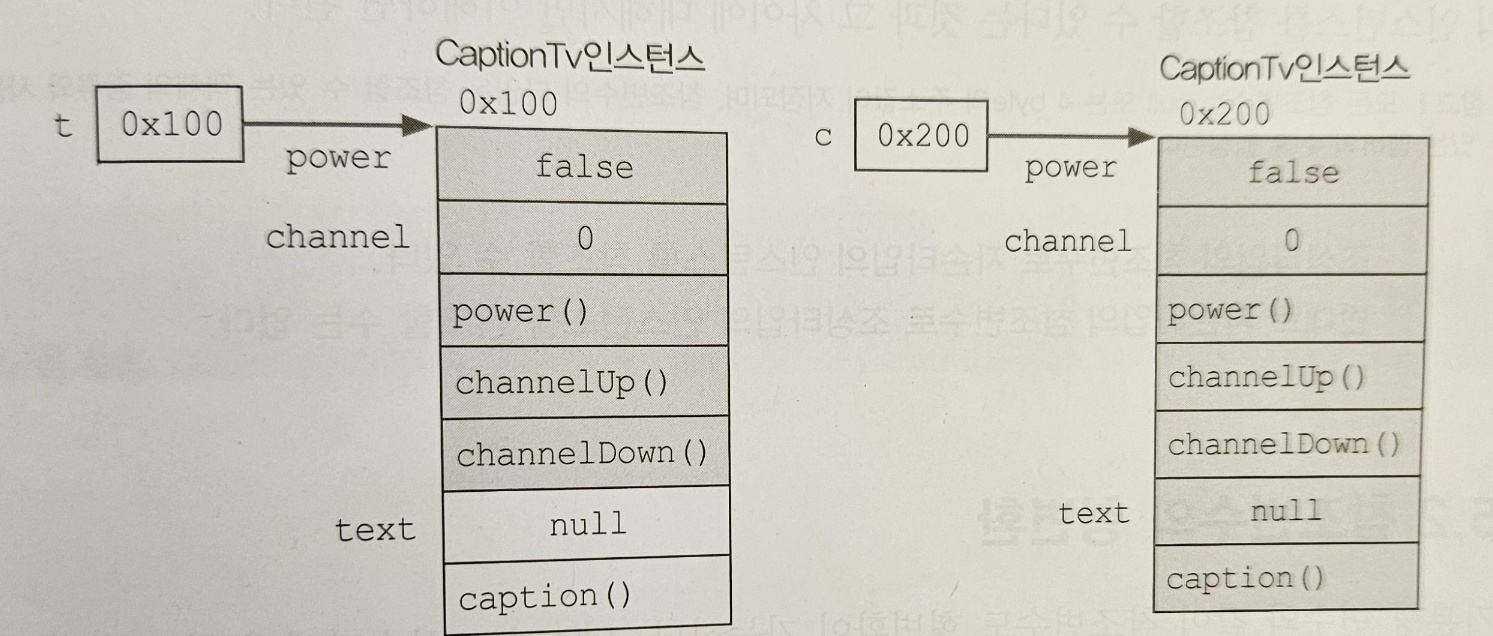 CaptionTv인스턴스
0x100
t
0x100
power
false
channel
0
power()
channelUp()
channelDown()
text
null
caption()
CaptionTv인스턴스
0x200
c
0x200
power
false
channel
0
power()
channelUp()
channelDown()
text
null
caption()